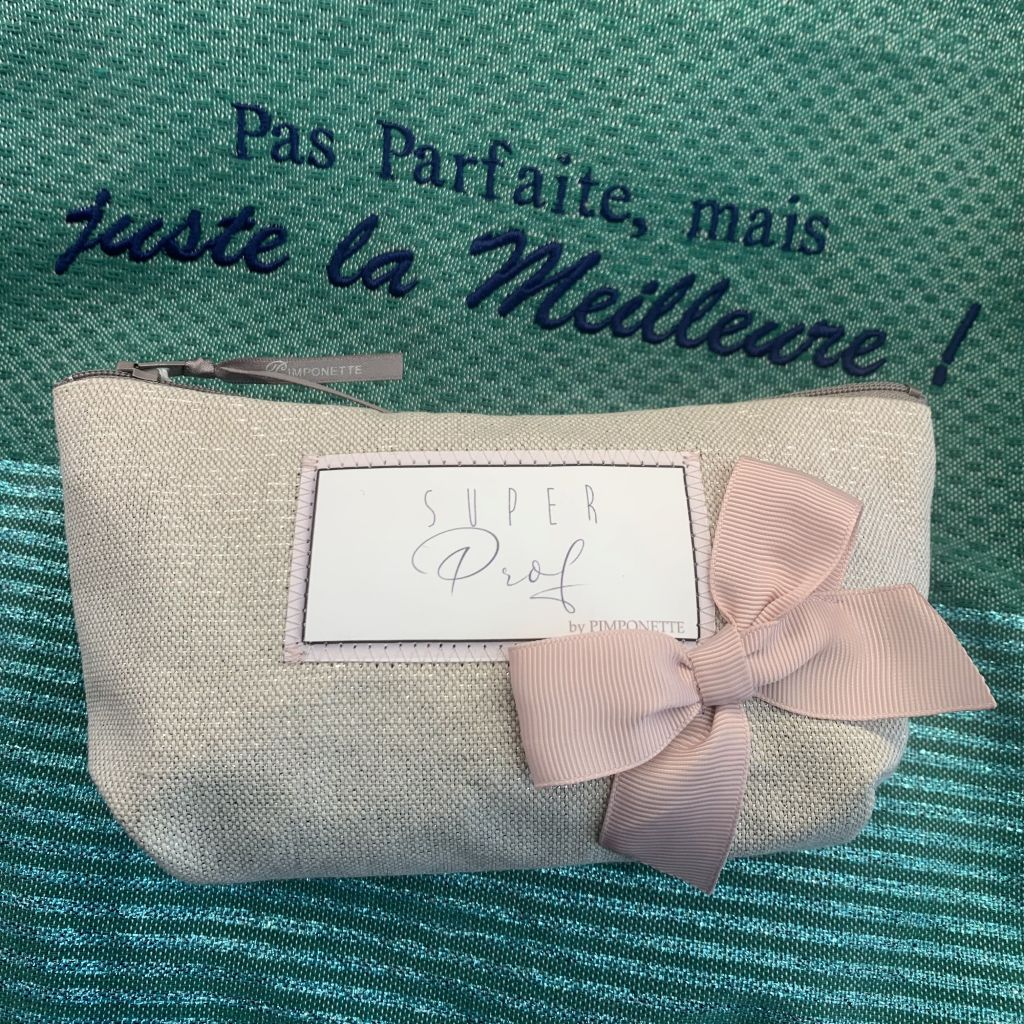 Pas Parfaite, mais
juste la Meilleure !
PIMPONETTE
SUPER
Prof
by PIMPONETTE